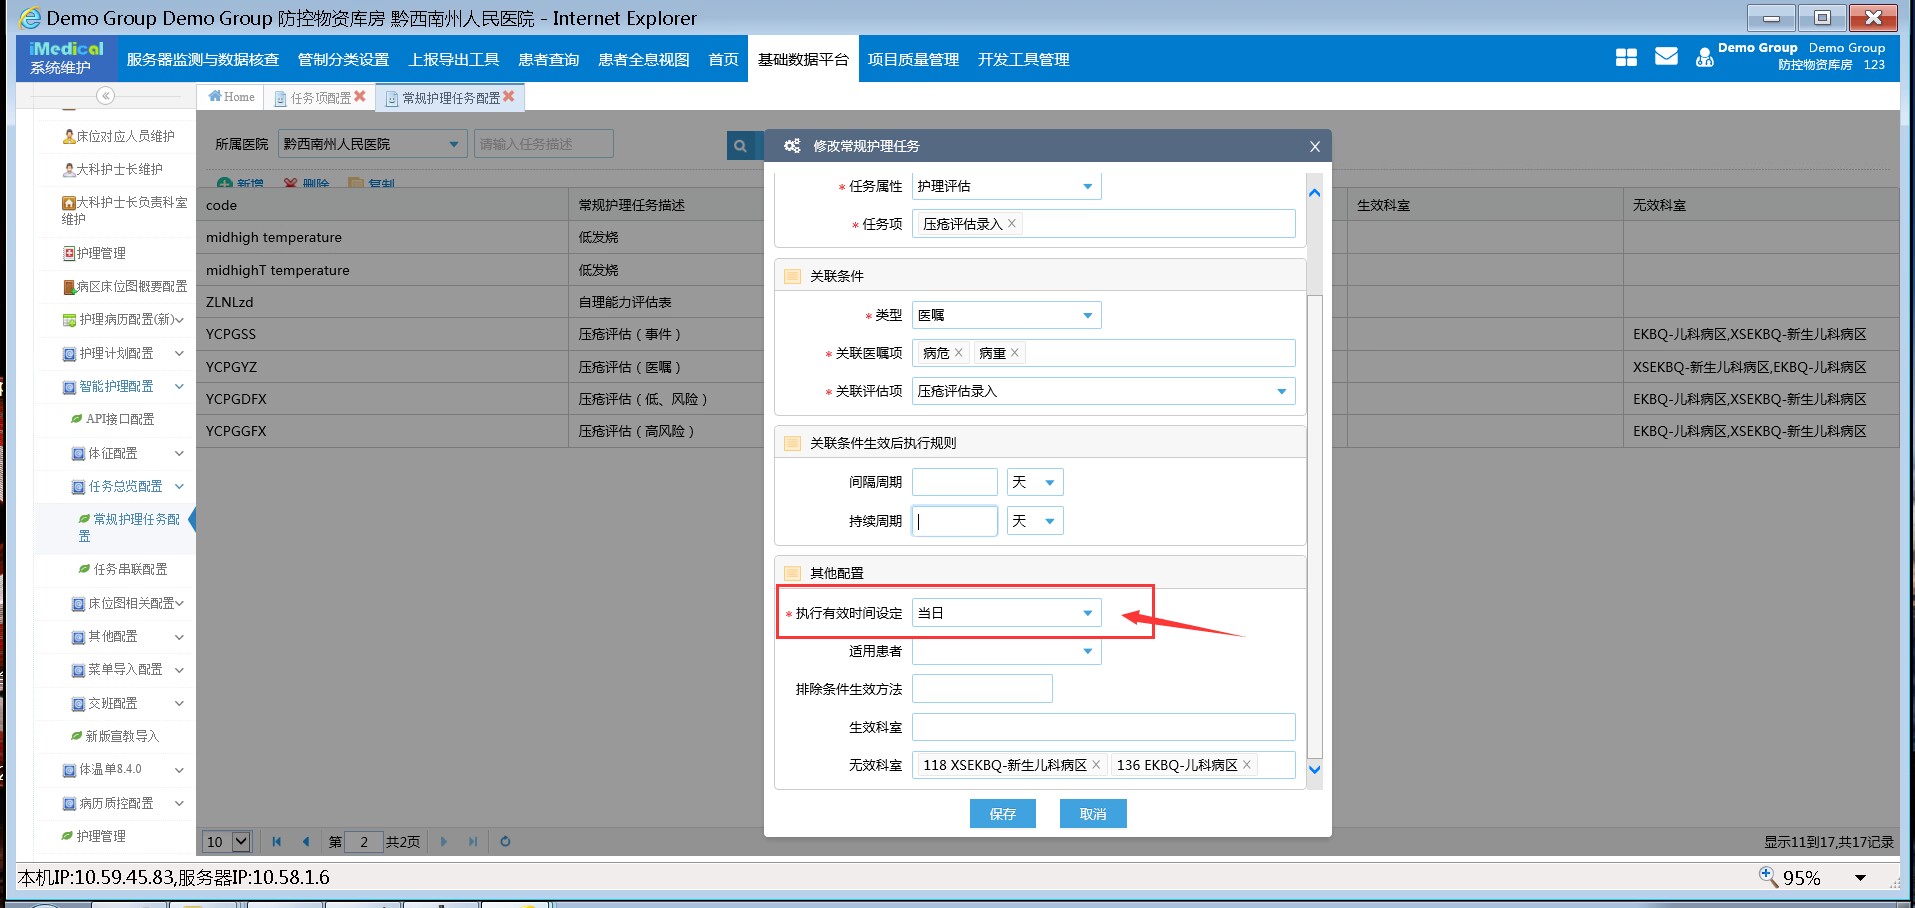 Demo Group Demo Group 防控物资库房 黔西南州人民医院 - Internet Explorer
iMedical
系统维护
服务器监测与数据核查 管制分类设置 上报导出工具 患者查询 患者全息视图 首页 基础数据平台 项目质量管理 开发工具管理
Demo Group Demo Group
防控物资库房 123
Home 任务项配置 常规护理任务配置
床位对应人员维护
大科护士长维护
大科护士长负责科室
维护
护理管理
病区床位图概要配置
护理病历配置(新)
护理计划配置
智能护理配置
API接口配置
体征配置
任务总览配置
常规护理任务配
置
任务串联配置
床位图相关配置
其他配置
菜单导入配置
交班配置
新版宣教导入
体温单8.4.0
病历质控配置
护理管理
所属医院 黔西南州人民医院 请输入任务描述
新增 删除 复制
code 常规护理任务描述 生效科室 无效科室
midhigh temperature 低发烧
midhighT temperature 低发烧
ZLNLzd 自理能力评估表
YCPGSS 压疮评估（事件） EKBQ-儿科病区,XSEKBQ-新生儿科病区
YCPGYZ 压疮评估（医嘱） XSEKBQ-新生儿科病区,EKBQ-儿科病区
YCPGDFX 压疮评估（低、风险） EKBQ-儿科病区,XSEKBQ-新生儿科病区
YCPGGFX 压疮评估（高风险） EKBQ-儿科病区,XSEKBQ-新生儿科病区
修改常规护理任务 X
* 任务属性 护理评估
* 任务项 压疮评估录入 ×
关联条件
* 类型 医嘱
* 关联医嘱项 病危 × 病重 ×
* 关联评估项 压疮评估录入
关联条件生效后执行规则
间隔周期 天
持续周期 天
其他配置
* 执行有效时间设定 当日
适用患者
排除条件生效方法
生效科室
无效科室 118 XSEKBQ-新生儿科病区 × 136 EKBQ-儿科病区 ×
保存 取消
10 第 2 共2页 显示11到17,共17记录
本机IP:10.59.45.83,服务器IP:10.58.1.6
95%